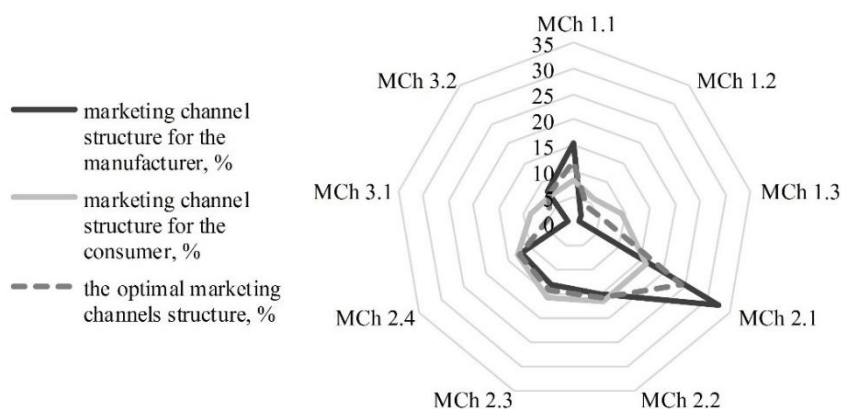 MCh 1.1
35
30
25
20
15
10
5
0
MCh 1.2
MCh 1.3
MCh 2.1
MCh 2.2
MCh 2.3
MCh 2.4
MCh 3.1
MCh 3.2
marketing channel
structure for the
manufacturer, %
marketing channel
structure for the
consumer, %
the optimal marketing
channels structure, %